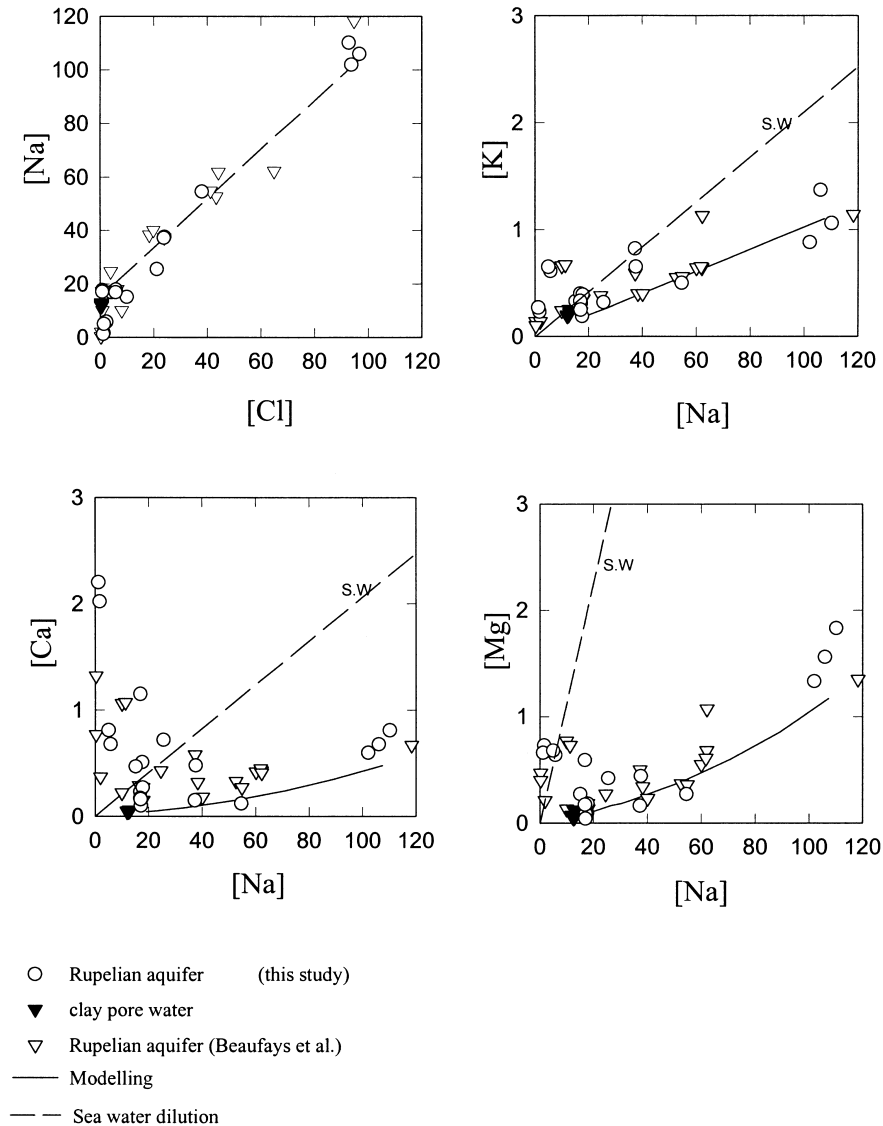 120
100
80
60
40
20
0
[Na]
0 20 40 60 80 100 120
[Cl]
3
2
1
0
[K]
S.W
0 20 40 60 80 100 120
[Na]
3
2
1
0
[Ca]
S.W
0 20 40 60 80 100 120
[Na]
3
2
1
0
[Mg]
S.W
0 20 40 60 80 100 120
[Na]
Rupelian aquifer (this study)
clay pore water
Rupelian aquifer (Beaufays et al.)
Modelling
Sea water dilution